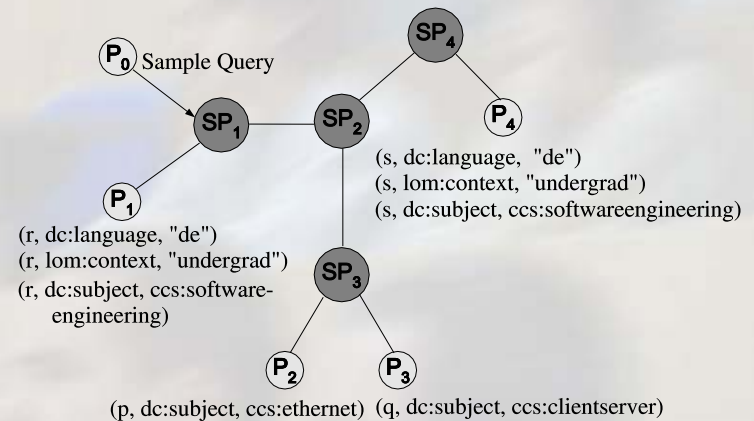 SP4
P0 Sample Query
SP1
SP2
P4
(s, dc:language, "de")
(s, lom:context, "undergrad")
(s, dc:subject, ccs:softwareengineering)
P1
(r, dc:language, "de")
(r, lom:context, "undergrad")
(r, dc:subject, ccs:software-
engineering)
SP3
P2
P3
(p, dc:subject, ccs:ethernet)
(q, dc:subject, ccs:clientserver)